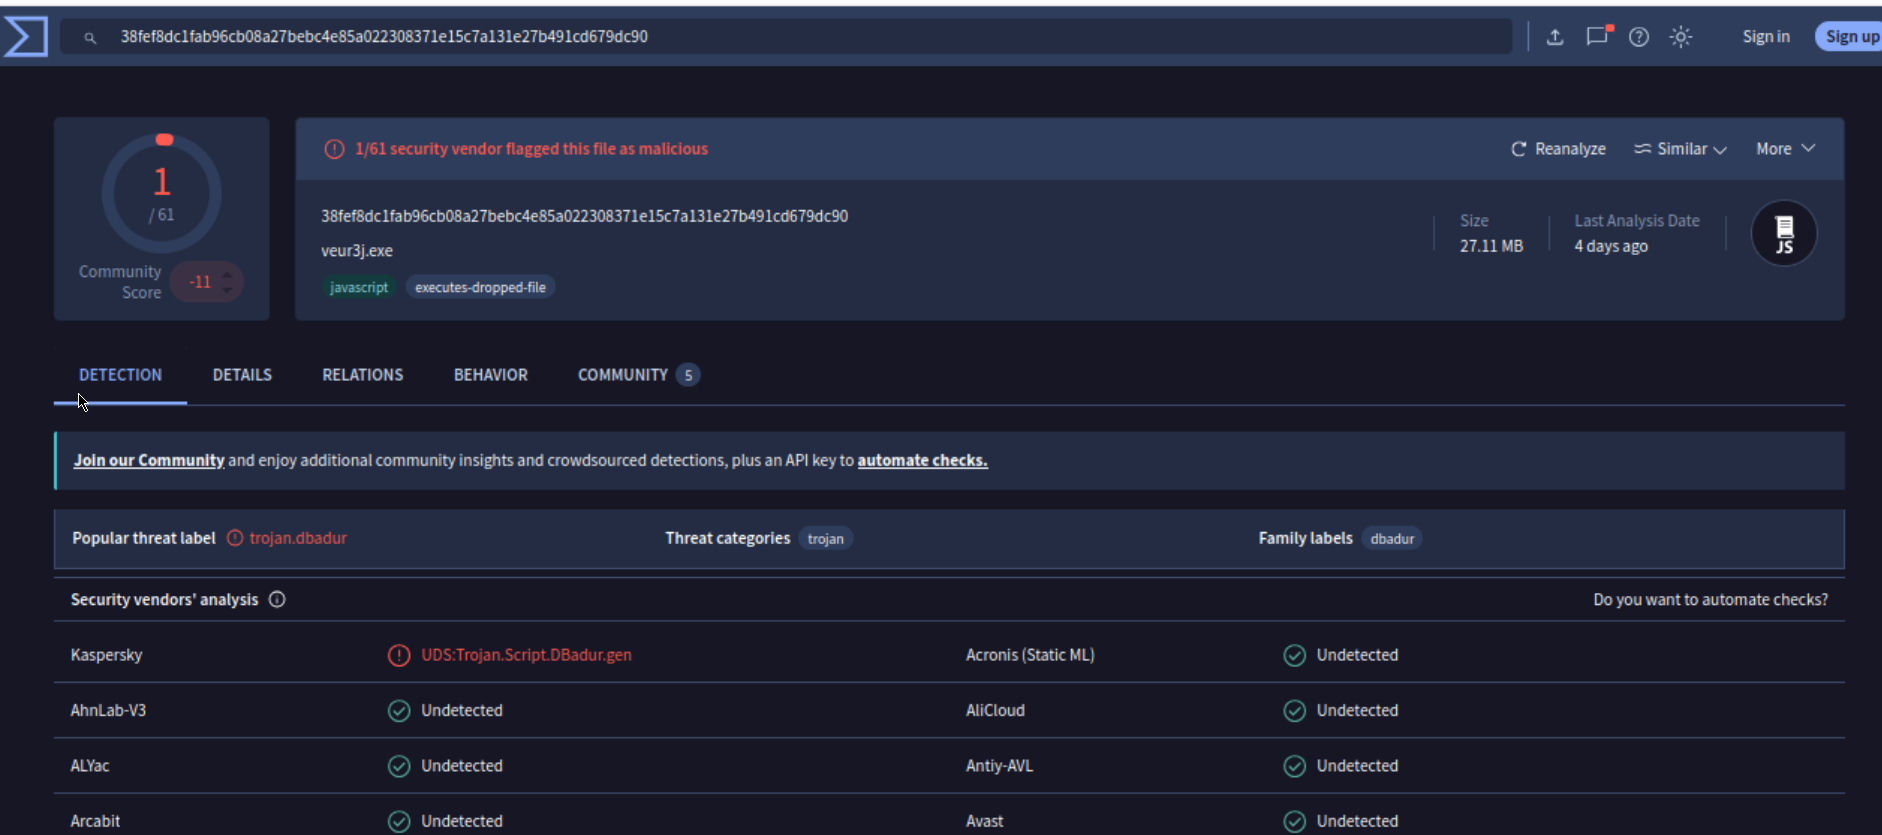 38fef8dc1fab96cb08a27bebc4e85a022308371e15c7a131e27b491cd679dc90
Sign in
Sign up
1/61 security vendor flagged this file as malicious
Reanalyze
Similar
More
1
/ 61
Community Score
-11
38fef8dc1fab96cb08a27bebc4e85a022308371e15c7a131e27b491cd679dc90
veur3j.exe
javascript
executes-dropped-file
Size
27.11 MB
Last Analysis Date
4 days ago
JS
DETECTION
DETAILS
RELATIONS
BEHAVIOR
COMMUNITY 5
Join our Community and enjoy additional community insights and crowdsourced detections, plus an API key to automate checks.
Popular threat label trojan.dbadur
Threat categories trojan
Family labels dbadur
Security vendors' analysis
Do you want to automate checks?
Kaspersky UDS:Trojan.Script.DBadur.gen Acronis (Static ML) Undetected
AhnLab-V3 Undetected AliCloud Undetected
ALYac Undetected Antiy-AVL Undetected
Arcabit Undetected Avast Undetected